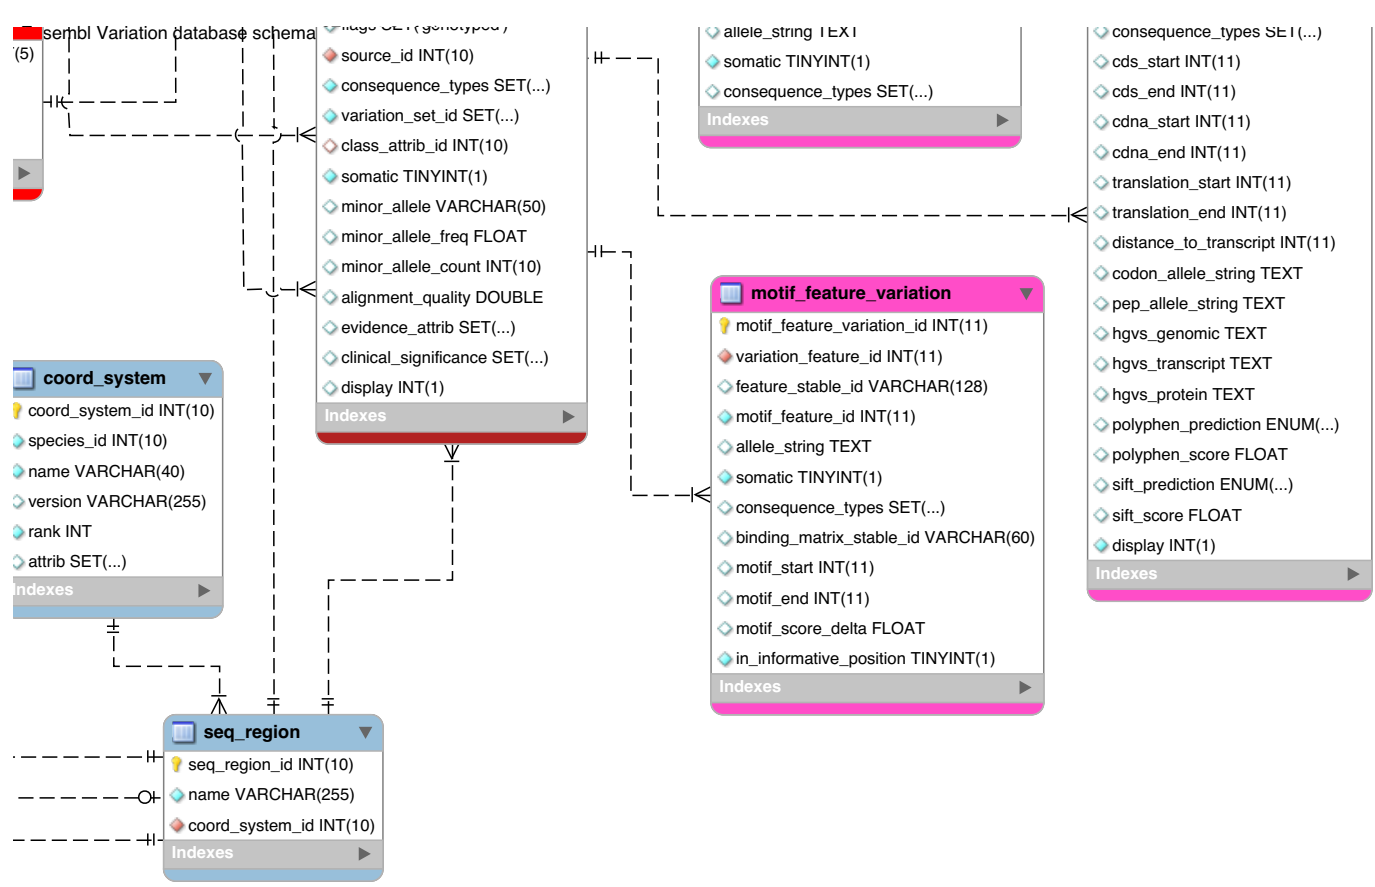 sembl Variation database schema
(5)
flags SET('genotyped')
source_id INT(10)
consequence_types SET(...)
variation_set_id SET(...)
class_attrib_id INT(10)
somatic TINYINT(1)
minor_allele VARCHAR(50)
minor_allele_freq FLOAT
minor_allele_count INT(10)
alignment_quality DOUBLE
evidence_attrib SET(...)
clinical_significance SET(...)
display INT(1)
Indexes
allele_string TEXT
somatic TINYINT(1)
consequence_types SET(...)
Indexes
consequence_types SET(...)
cds_start INT(11)
cds_end INT(11)
cdna_start INT(11)
cdna_end INT(11)
translation_start INT(11)
translation_end INT(11)
distance_to_transcript INT(11)
codon_allele_string TEXT
pep_allele_string TEXT
hgvs_genomic TEXT
hgvs_transcript TEXT
hgvs_protein TEXT
polyphen_prediction ENUM(...)
polyphen_score FLOAT
sift_prediction ENUM(...)
sift_score FLOAT
display INT(1)
Indexes
motif_feature_variation
motif_feature_variation_id INT(11)
variation_feature_id INT(11)
feature_stable_id VARCHAR(128)
motif_feature_id INT(11)
allele_string TEXT
somatic TINYINT(1)
consequence_types SET(...)
binding_matrix_stable_id VARCHAR(60)
motif_start INT(11)
motif_end INT(11)
motif_score_delta FLOAT
in_informative_position TINYINT(1)
Indexes
coord_system
coord_system_id INT(10)
species_id INT(10)
name VARCHAR(40)
version VARCHAR(255)
rank INT
attrib SET(...)
Indexes
seq_region
seq_region_id INT(10)
name VARCHAR(255)
coord_system_id INT(10)
Indexes